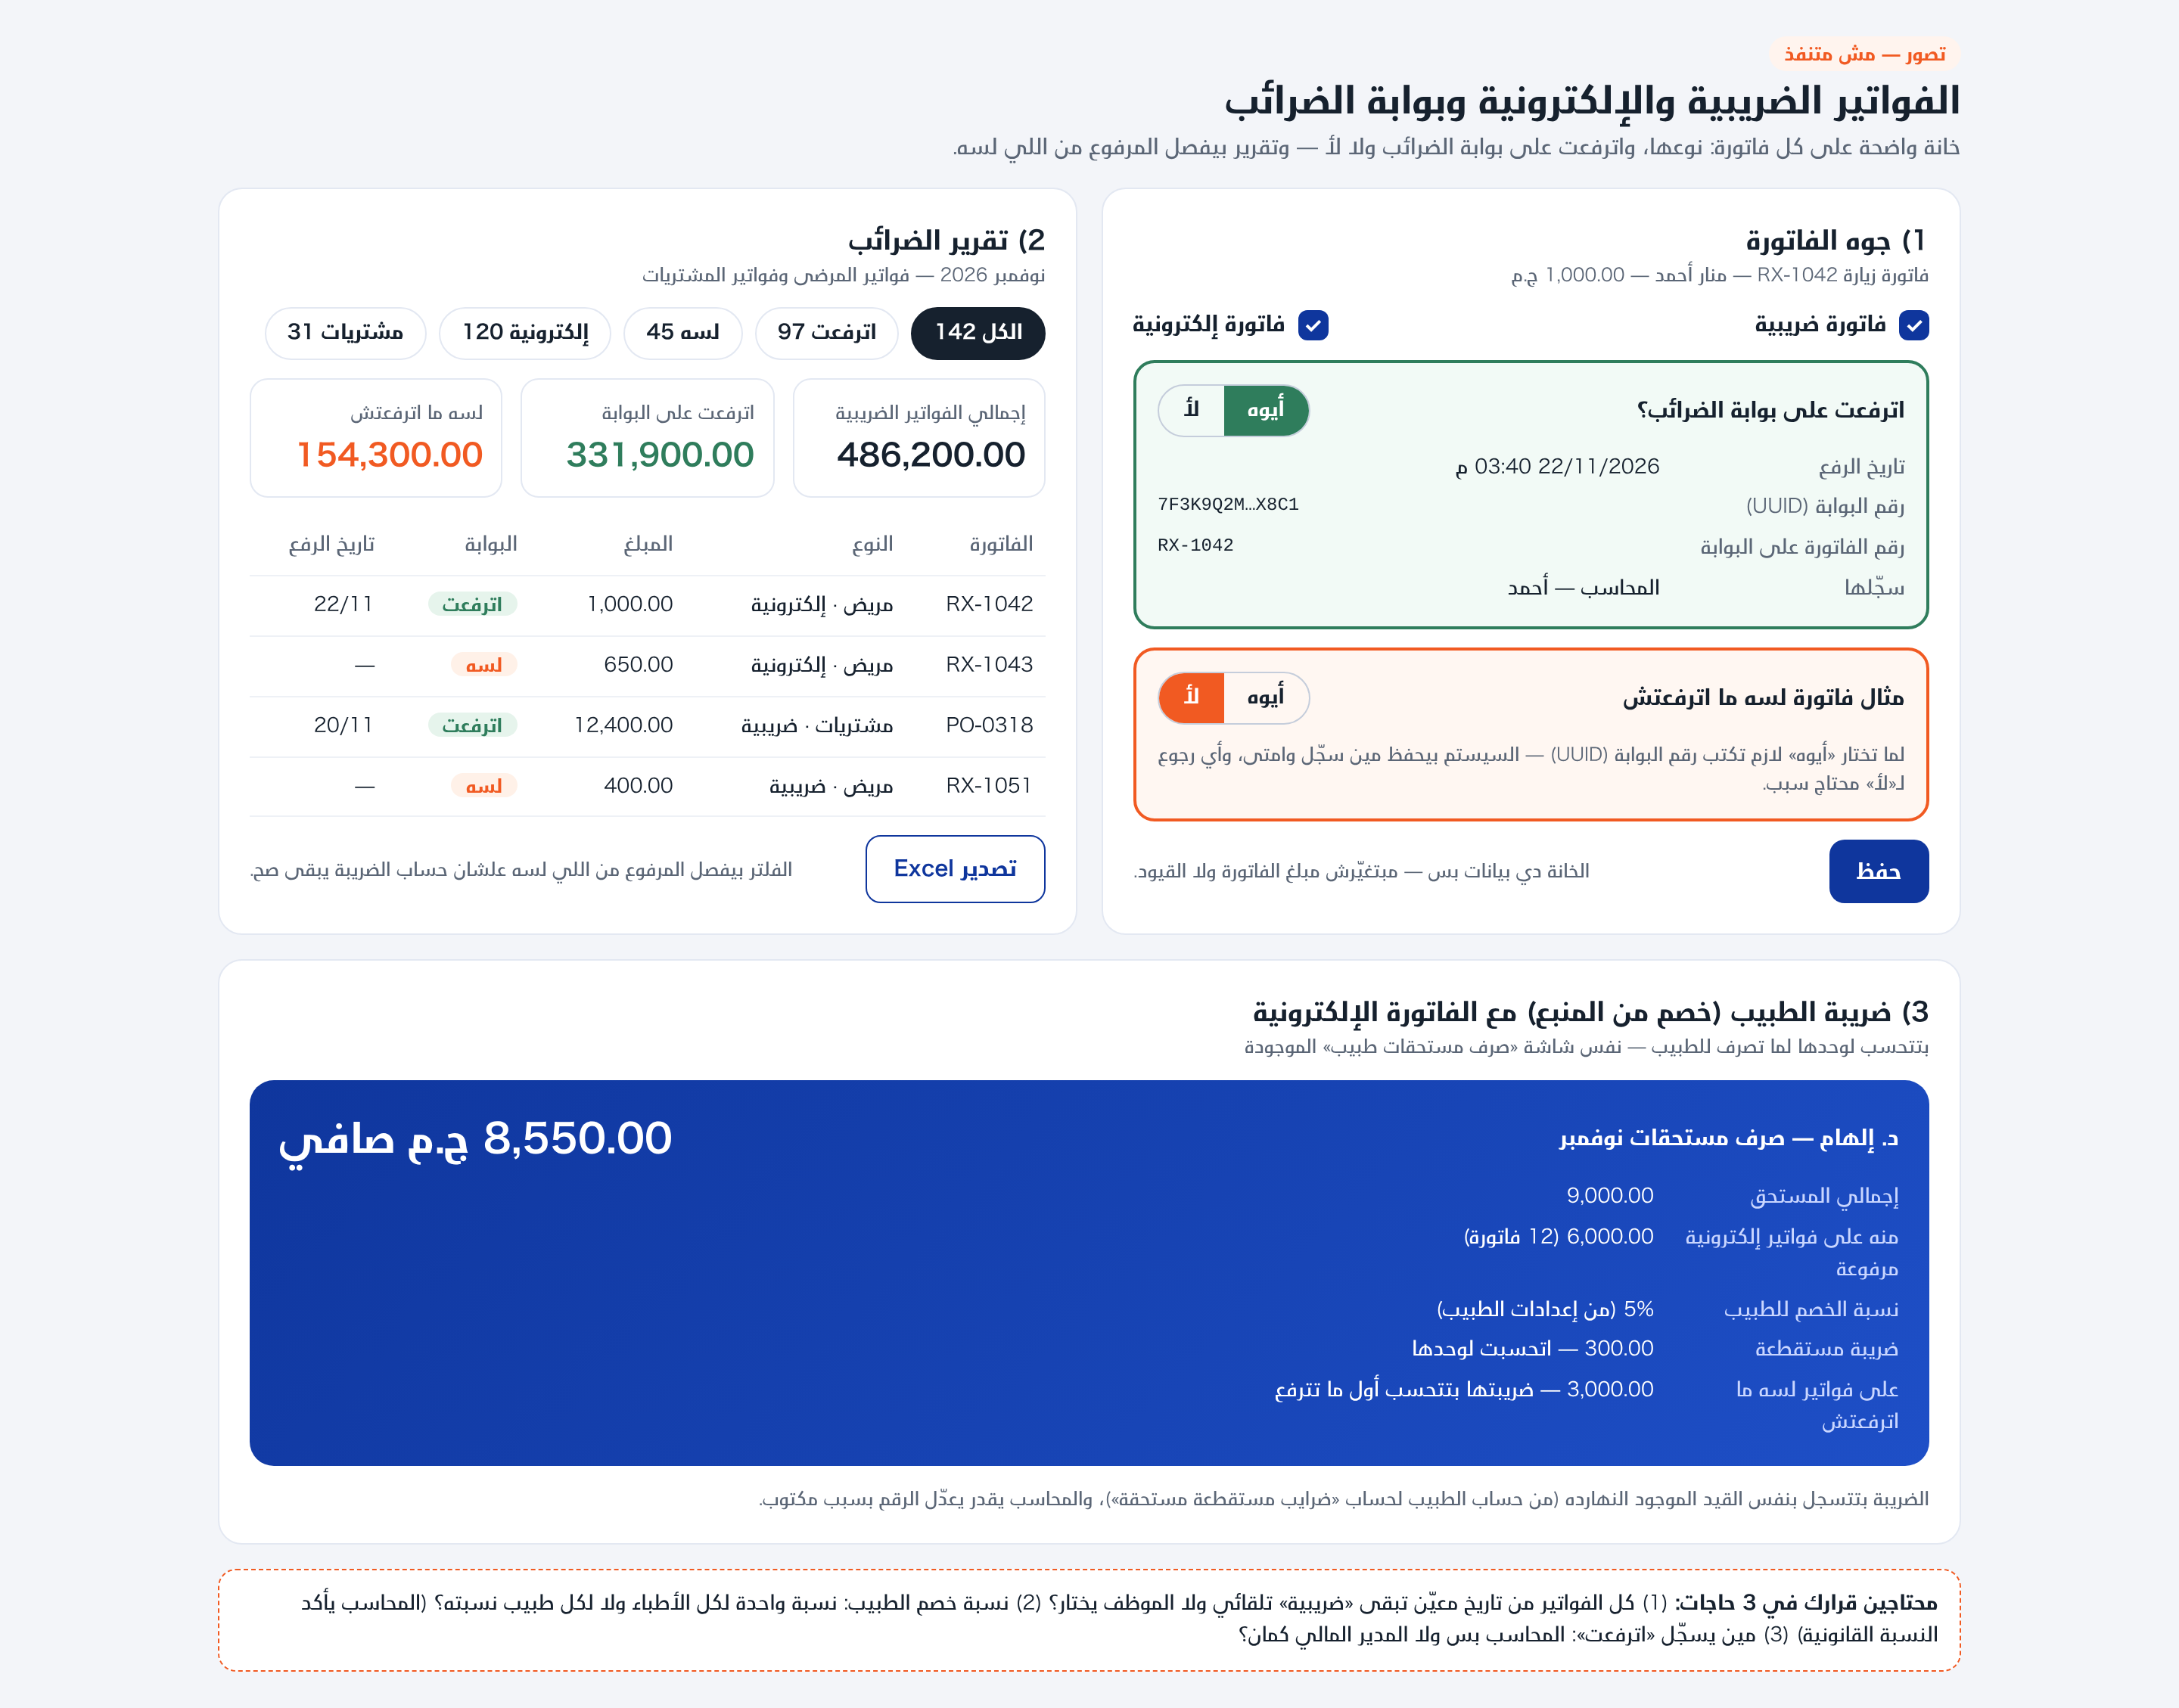 تصور — مش متنفذ
الفواتير الضريبية والإلكترونية وبوابة الضرائب
خانة واضحة على كل فاتورة: نوعها، واترفعت على بوابة الضرائب ولا لأ — وتقرير بيفصل المرفوع من اللي لسه.
1) جوه الفاتورة
فاتورة زيارة RX-1042 — منار أحمد — 1,000.00 ج.م
فاتورة ضريبية
فاتورة إلكترونية
اترفعت على بوابة الضرائب؟
أيوه
لأ
تاريخ الرفع 22/11/2026 03:40 م
رقم البوابة (UUID) 7F3K9Q2M…X8C1
رقم الفاتورة على البوابة RX-1042
سجّلها المحاسب — أحمد
مثال فاتورة لسه ما اترفعتش
أيوه
لأ
لما تختار «أيوه» لازم تكتب رقم البوابة (UUID) — السيستم بيحفظ مين سجّل وامتى، وأي رجوع
لـ«لأ» محتاج سبب.
حفظ
الخانة دي بيانات بس — مبتغيّرش مبلغ الفاتورة ولا القيود.
2) تقرير الضرائب
نوفمبر 2026 — فواتير المرضى وفواتير المشتريات
الكل 142
اترفعت 97
لسه 45
إلكترونية 120
مشتريات 31
إجمالي الفواتير الضريبية
486,200.00
اترفعت على البوابة
331,900.00
لسه ما اترفعتش
154,300.00
الفاتورة النوع المبلغ البوابة تاريخ الرفع
RX-1042 مريض · إلكترونية 1,000.00 اترفعت 22/11
RX-1043 مريض · إلكترونية 650.00 لسه —
PO-0318 مشتريات · ضريبية 12,400.00 اترفعت 20/11
RX-1051 مريض · ضريبية 400.00 لسه —
تصدير Excel
الفلتر بيفصل المرفوع من اللي لسه علشان حساب الضريبة يبقى صح.
3) ضريبة الطبيب (خصم من المنبع) مع الفاتورة الإلكترونية
بتتحسب لوحدها لما تصرف للطبيب — نفس شاشة «صرف مستحقات طبيب» الموجودة
د. إلهام — صرف مستحقات نوفمبر
8,550.00 ج.م صافي
إجمالي المستحق 9,000.00
منه على فواتير إلكترونية 6,000.00 (12 فاتورة)
مرفوعة
نسبة الخصم للطبيب 5% (من إعدادات الطبيب)
ضريبة مستقطعة 300.00 — اتحسبت لوحدها
على فواتير لسه ما 3,000.00 — ضريبتها بتتحسب أول ما تترفع
اترفعتش
الضريبة بتتسجل بنفس القيد الموجود النهارده (من حساب الطبيب لحساب «ضرايب مستقطعة مستحقة»)، والمحاسب يقدر يعدّل الرقم بسبب مكتوب.
محتاجين قرارك في 3 حاجات: (1) كل الفواتير من تاريخ معيّن تبقى «ضريبية» تلقائي ولا الموظف يختار؟ (2) نسبة خصم الطبيب: نسبة واحدة لكل الأطباء ولا لكل طبيب نسبته؟ (المحاسب يأكد
النسبة القانونية) (3) مين يسجّل «اترفعت»: المحاسب بس ولا المدير المالي كمان؟